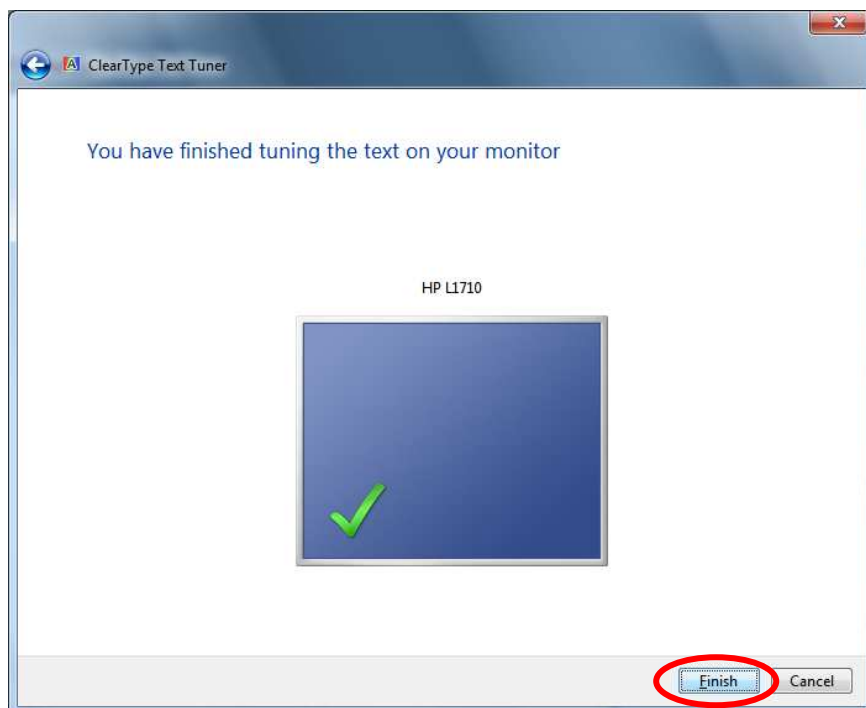 ClearType Text Tuner
You have finished tuning the text on your monitor
HP L1710
Finish Cancel